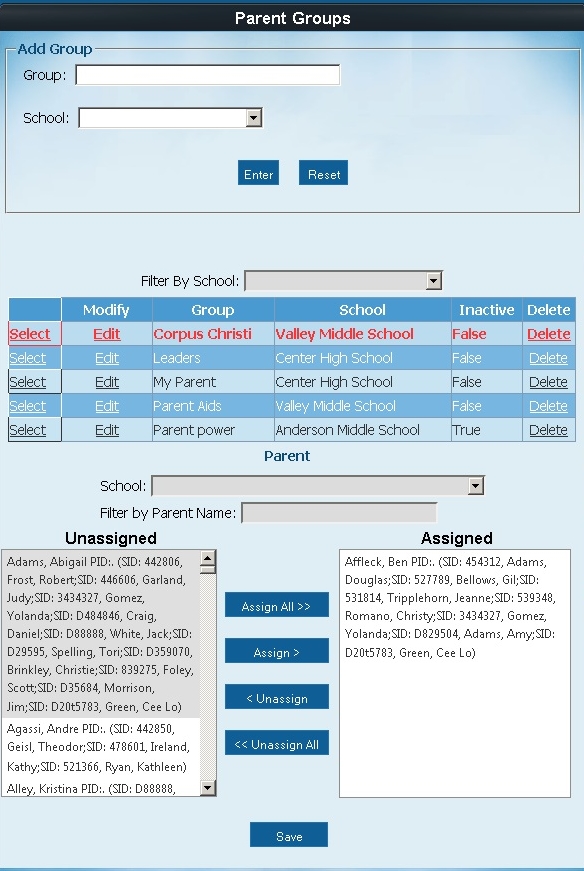 Parent Groups
Add Group
Group:
School:
Enter Reset
Filter By School:
Modify Group School Inactive Delete
Select Edit Corpus Christi Valley Middle School False Delete
Select Edit Leaders Center High School False Delete
Select Edit My Parent Center High School False Delete
Select Edit Parent Aids Valley Middle School False Delete
Select Edit Parent power Anderson Middle School True Delete
Parent
School:
Filter by Parent Name:
Unassigned
Adams, Abigail PID:. (SID: 442806,
Frost, Robert;SID: 446606, Garland,
Judy;SID: 3434327, Gomez,
Yolanda;SID: D484846, Craig,
Daniel;SID: D88888, White, Jack;SID:
D29595, Spelling, Tori;SID: D359070,
Brinkley, Christie;SID: 839275, Foley,
Scott;SID: D35684, Morrison,
Jim;SID: D20t5783, Green, Cee Lo)
Agassi, Andre PID:. (SID: 442850,
Geisl, Theodor;SID: 478601, Ireland,
Kathy;SID: 521366, Ryan, Kathleen)
Alley, Kristina PID:. (SID: D88888,
Assign All >>
Assign >
< Unassign
<< Unassign All
Assigned
Affleck, Ben PID:. (SID: 454312, Adams,
Douglas;SID: 527789, Bellows, Gil;SID:
531814, Tripplehorn, Jeanne;SID: 539348,
Romano, Christy;SID: 3434327, Gomez,
Yolanda;SID: D829504, Adams, Amy;SID:
D20t5783, Green, Cee Lo)
Save